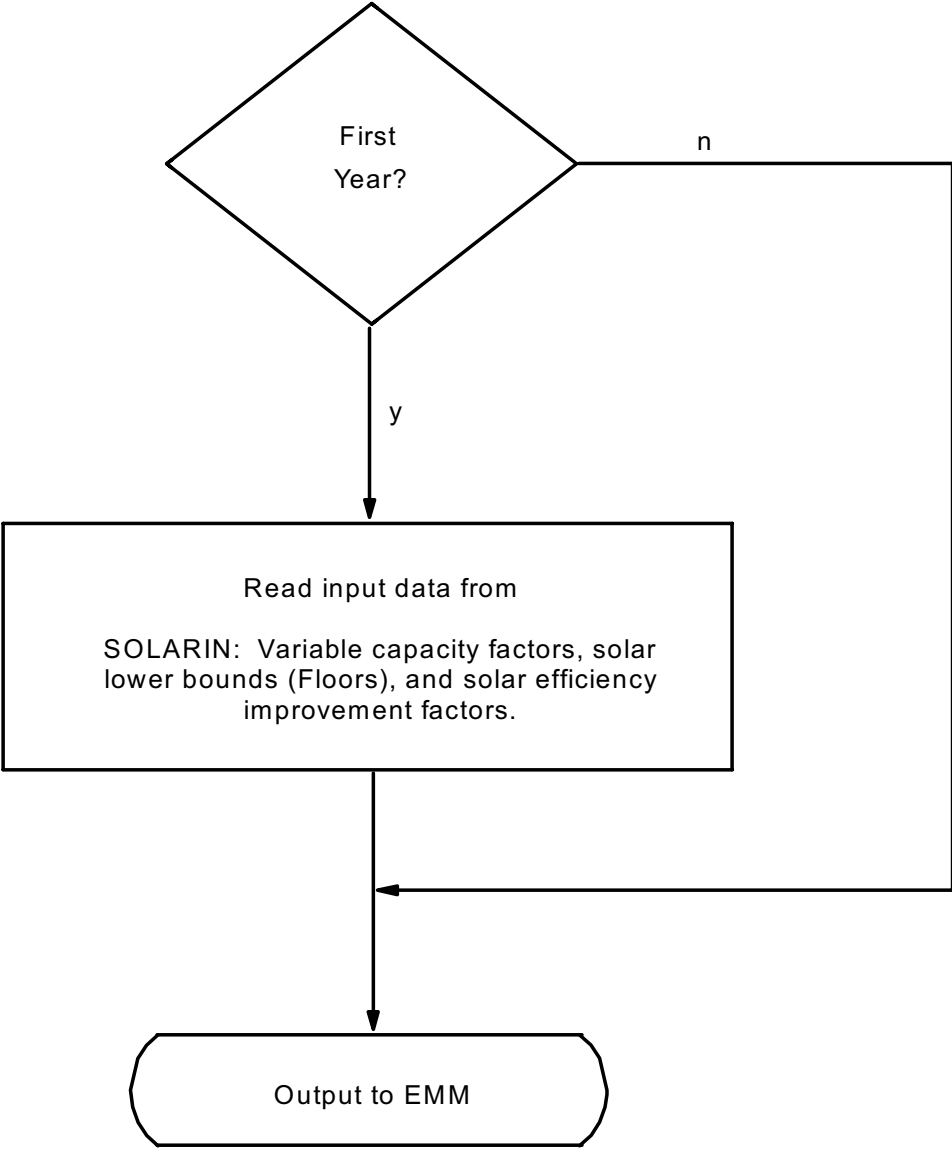 First
Year?
n
y
Read input data from
SOLARIN: Variable capacity factors, solar
lower bounds (Floors), and solar efficiency
improvement factors.
Output to EMM